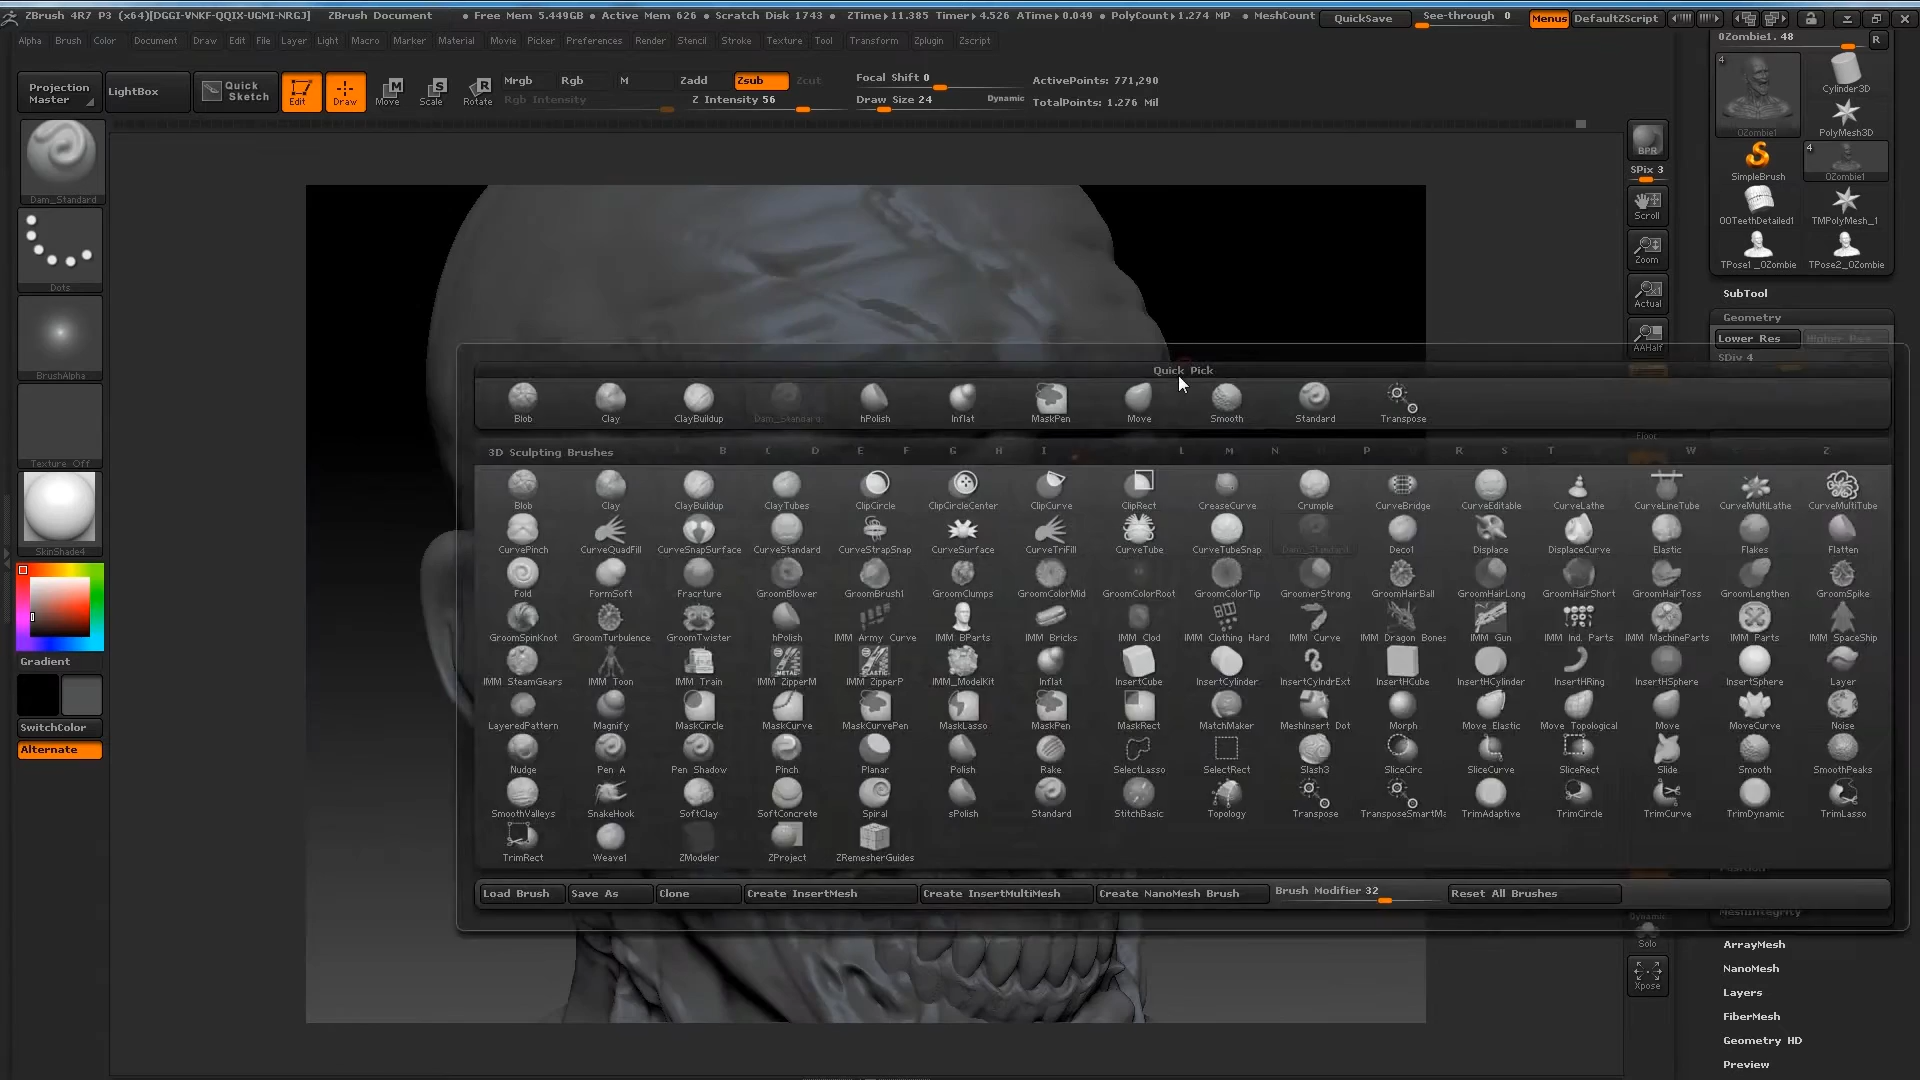 ZBrush 4R7 P3 (x64)[DGGI-VNKF-QQIX-UGMI-NRGJ] ZBrush Document • Free Mem 5.449GB • Active Mem 626 • Scratch Disk 1743 • ZTime▸11.385 Timer▸4.526 ATime▸0.049 • PolyCount▸1.274 MP • MeshCount QuickSave See-through 0 Menus DefaultZScript
Alpha Brush Color Document Draw Edit File Layer Light Macro Marker Material Movie Picker Preferences Render Stencil Stroke Texture Tool Transform Zplugin Zscript
0Zombie1. 48 R
Projection Master
LightBox
Quick Sketch
Edit Draw Move Scale Rotate
Mrgb Rgb M Zadd Zsub Zcut
Rgb Intensity Z Intensity 56
Focal Shift 0
Draw Size 24 Dynamic
ActivePoints: 771,290
TotalPoints: 1.276 Mil
4
0Zombie1
Cylinder3D
PolyMesh3D
SimpleBrush
4
0Zombie1
00TeethDetailed1 TMPolyMesh_1
TPose1_0Zombie TPose2_0Zombie
SubTool
Geometry
Lower Res Higher Res
SDiv 4
BPR
SPix 3
Scroll
Zoom
Actual
AAHalf
Floor
Dam_Standard
Dots
BrushAlpha
Texture Off
SkinShade4
Gradient
SwitchColor
Alternate
Quick Pick
Blob Clay ClayBuildup Dam_Standard hPolish Inflat MaskPen Move Smooth Standard Transpose
3D Sculpting Brushes B C D E F G H I L M N P R S T W Z
Blob Clay ClayBuildup ClayTubes ClipCircle ClipCircleCenter ClipCurve ClipRect CreaseCurve Crumple CurveBridge CurveEditable CurveLathe CurveLineTube CurveMultiLathe CurveMultiTube
CurvePinch CurveQuadFill CurveSnapSurface CurveStandard CurveStrapSnap CurveSurface CurveTriFill CurveTube CurveTubeSnap Dam_Standard Deco1 Displace DisplaceCurve Elastic Flakes Flatten
Fold FormSoft Fracrture GroomBlower GroomBrush1 GroomClumps GroomColorMid GroomColorRoot GroomColorTip GroomerStrong GroomHairBall GroomHairLong GroomHairShort GroomHairToss GroomLengthen GroomSpike
GroomSpinKnot GroomTurbulence GroomTwister hPolish IMM Army Curve IMM BParts IMM Bricks IMM Clod IMM Clothing Hard IMM Curve IMM Dragon Bones IMM Gun IMM Ind. Parts IMM MachineParts IMM Parts IMM SpaceShip
IMM SteamGears IMM Toon IMM Train IMM ZipperM IMM ZipperP IMM_ModelKit Inflat InsertCube InsertCylinder InsertCylndrExt InsertHCube InsertHCylinder InsertHRing InsertHSphere InsertSphere Layer
LayeredPattern Magnify MaskCircle MaskCurve MaskCurvePen MaskLasso MaskPen MaskRect MatchMaker MeshInsert Dot Morph Move Elastic Move Topological Move MoveCurve Noise
Nudge Pen A Pen Shadow Pinch Planar Polish Rake SelectLasso SelectRect Slash3 SliceCirc SliceCurve SliceRect Slide Smooth SmoothPeaks
SmoothValleys SnakeHook SoftClay SoftConcrete Spiral sPolish Standard StitchBasic Topology Transpose TransposeSmartMa TrimAdaptive TrimCircle TrimCurve TrimDynamic TrimLasso
TrimRect Weave1 ZModeler ZProject ZRemesherGuides
Load Brush Save As Clone Create InsertMesh Create InsertMultiMesh Create NanoMesh Brush Brush Modifier 32 Reset All Brushes
Dynamic
Solo
Xpose
MeshIntegrity
ArrayMesh
NanoMesh
Layers
FiberMesh
Geometry HD
Preview